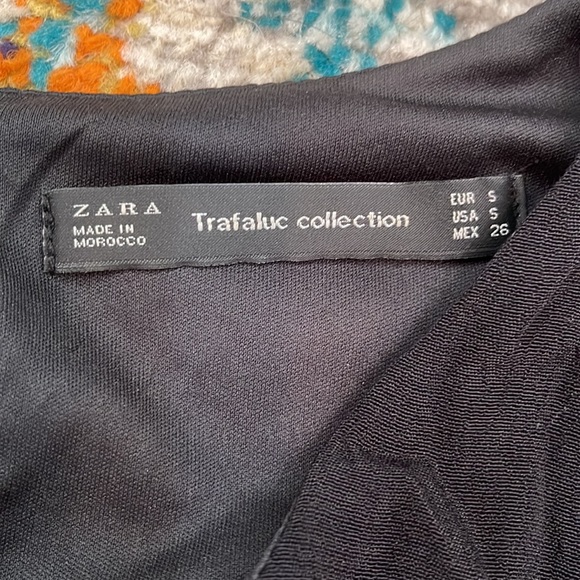 ZARA
MADE IN
MOROCCO
Trafaluc collection
EUR S
USA S
MEX 26